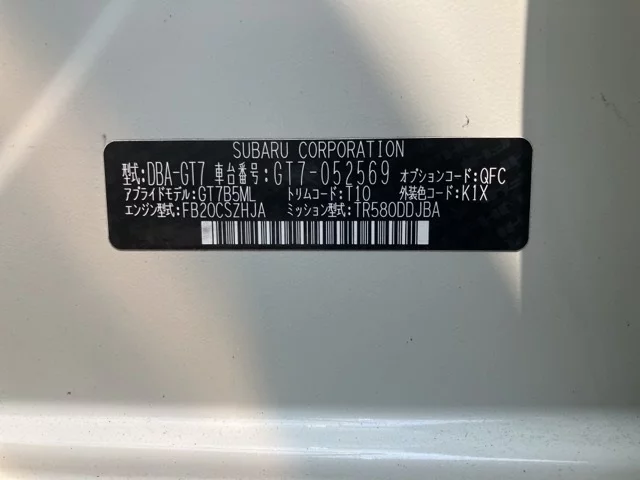 SUBARU CORPORATION
型式:DBA-GT7 車台番号:GT7-052569 オプションコード:QFC
アプライドモデル:GT7B5ML トリムコード:T10 外装色コード:K1X
エンジン型式:FB20CSZHJA ミッション型式:TR580DDJBA